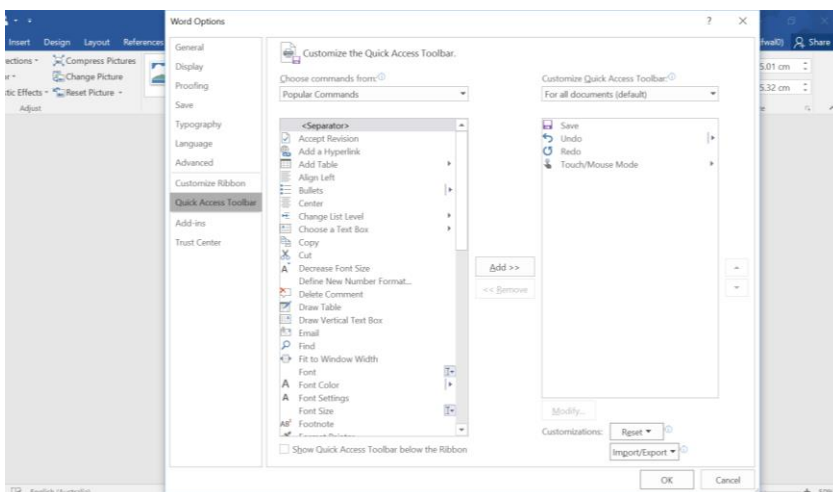 Word Options
? ×
Insert Design Layout References
Share
Compress Pictures
Change Picture
Reset Picture
Adjust
5.01 cm
5.32 cm
General
Display
Proofing
Save
Typography
Language
Advanced
Customize Ribbon
Quick Access Toolbar
Add-ins
Trust Center
Customize the Quick Access Toolbar.
Choose commands from:
Popular Commands
<Separator>
Accept Revision
Add a Hyperlink
Add Table
Align Left
Bullets
Center
Change List Level
Choose a Text Box
Copy
Cut
Decrease Font Size
Define New Number Format...
Delete Comment
Draw Table
Draw Vertical Text Box
Email
Find
Fit to Window Width
Font
Font Color
Font Settings
Font Size
Footnote
Format Painter
Show Quick Access Toolbar below the Ribbon
Add >>
<< Remove
Customize Quick Access Toolbar:
For all documents (default)
Save
Undo
Redo
Touch/Mouse Mode
Modify...
Customizations: Reset
Import/Export
OK Cancel
English (Australia)